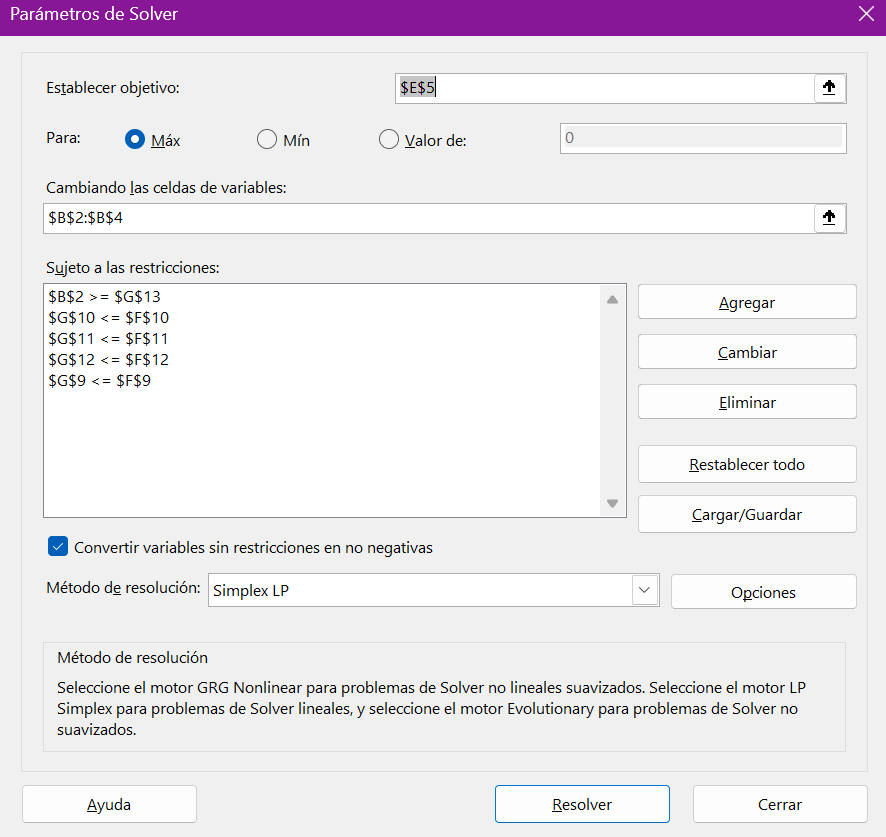 Parámetros de Solver
Establecer objetivo:
$E$5
Para:
Máx
Mín
Valor de:
0
Cambiando las celdas de variables:
$B$2:$B$4
Sujeto a las restricciones:
$B$2 >= $G$13
$G$10 <= $F$10
$G$11 <= $F$11
$G$12 <= $F$12
$G$9 <= $F$9
Agregar
Cambiar
Eliminar
Restablecer todo
Cargar/Guardar
Convertir variables sin restricciones en no negativas
Método de resolución:
Simplex LP
Opciones
Método de resolución
Seleccione el motor GRG Nonlinear para problemas de Solver no lineales suavizados. Seleccione el motor LP
Simplex para problemas de Solver lineales, y seleccione el motor Evolutionary para problemas de Solver no
suavizados.
Ayuda
Resolver
Cerrar